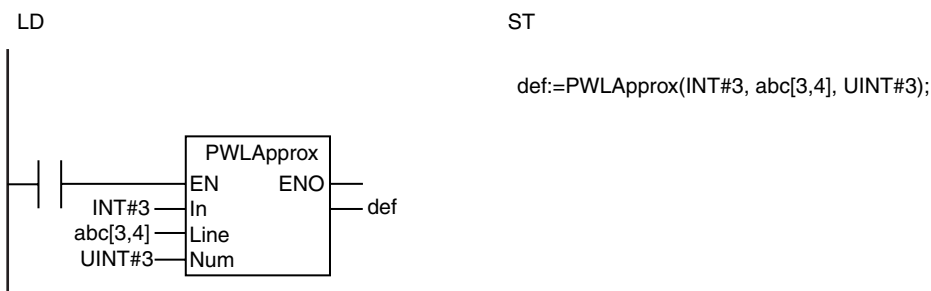 LD
ST
def:=PWLApprox(INT#3, abc[3,4], UINT#3);
PWLApprox
EN ENO
INT#3 In def
abc[3,4] Line
UINT#3 Num